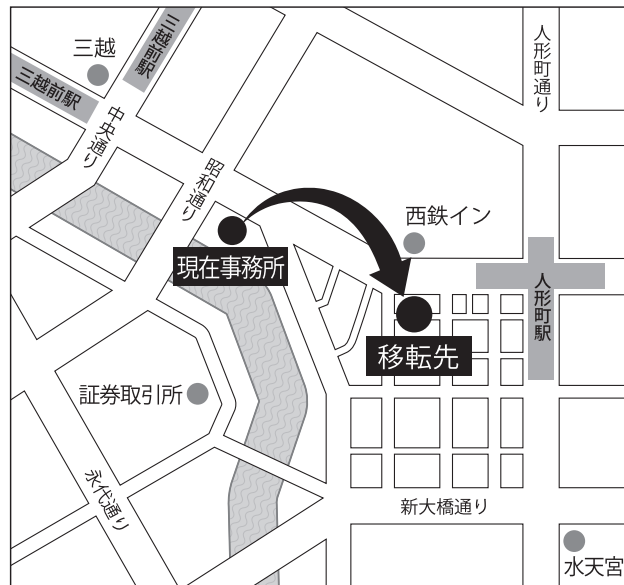 三越
三越前駅
三越前駅
中央通り
昭和通り
人形町通り
西鉄イン
現在事務所
人形町駅
移転先
証券取引所
永代通り
新大橋通り
水天宮